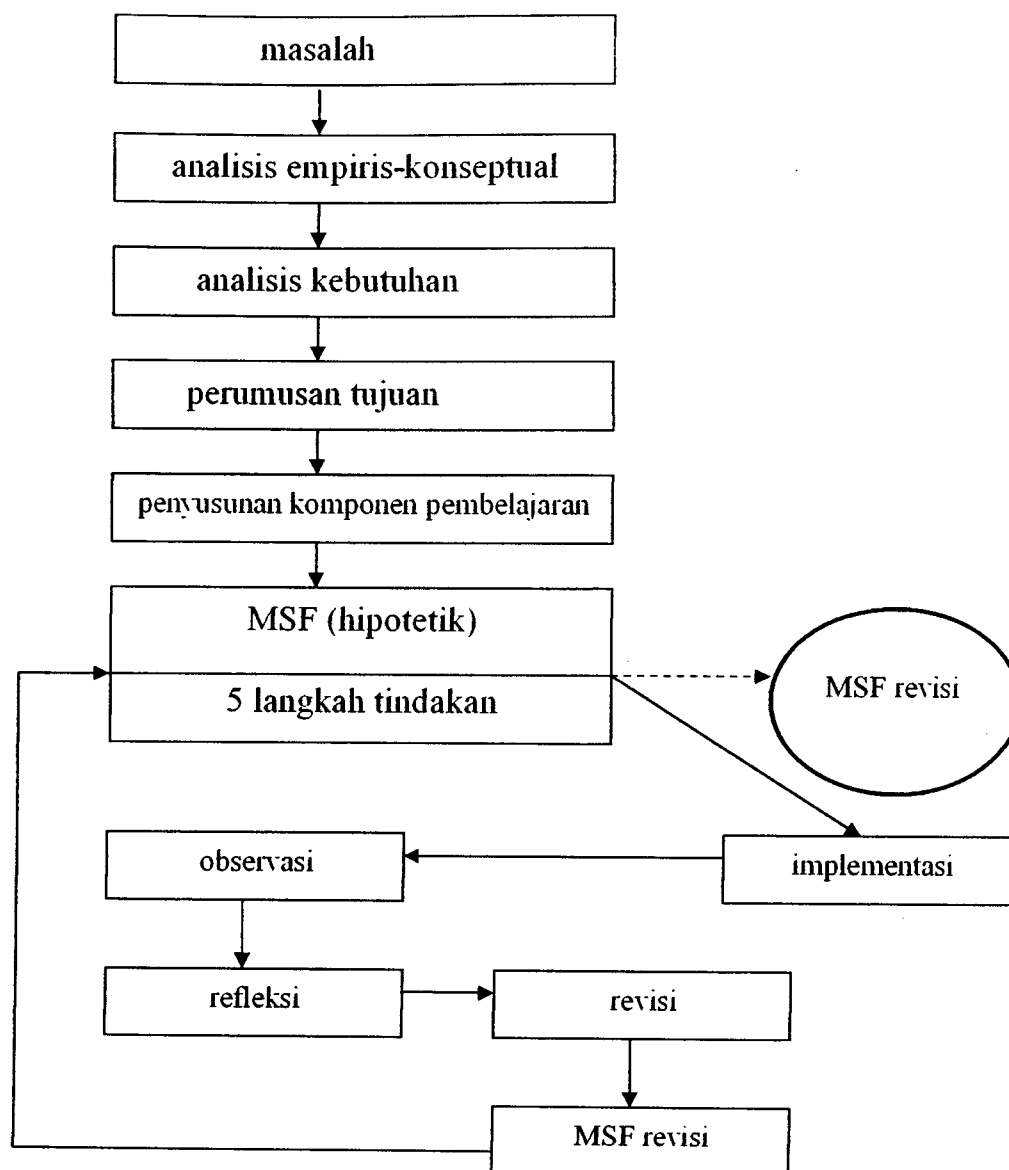 masalah
analisis empiris-konseptual
analisis kebutuhan
perumusan tujuan
penyusunan komponen pembelajaran
MSF (hipotetik)
5 langkah tindakan
MSF revisi
implementasi
observasi
refleksi
revisi
MSF revisi